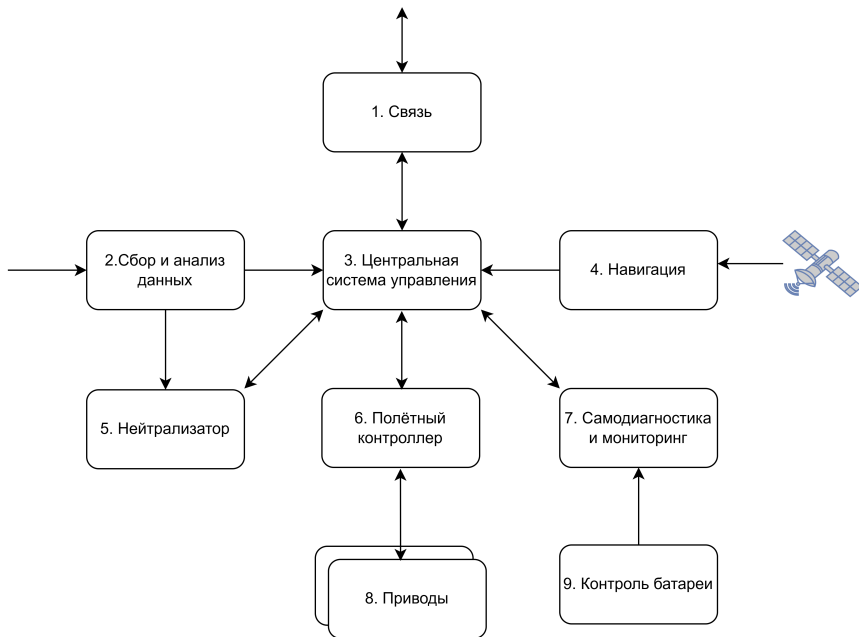 1. Связь
2.Сбор и анализ
данных
3. Центральная
система управления
4. Навигация
5. Нейтрализатор
6. Полётный
контроллер
7. Самодиагностика
и мониторинг
8. Приводы
9. Контроль батареи